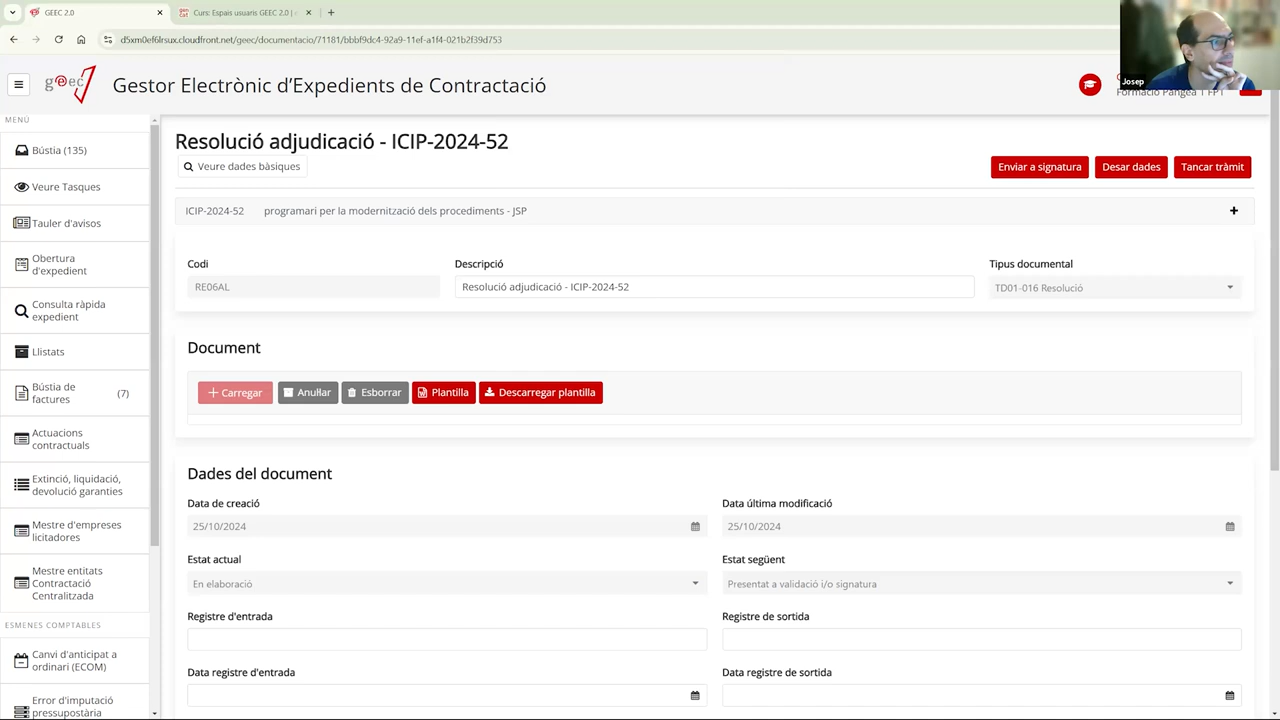 GEEC 2.0
Curs: Espais usuaris GEEC 2.0 (
d5xm0ef6lrsux.cloudfront.net/geec/documentacio/71181/bbbf9dc4-92a9-11ef-a1f4-021b2f39d753
geec
Gestor Electrònic d'Expedients de Contractació
Josep
Formació Pangea 1 FP1
MENÚ
Bústia (135)
Veure Tasques
Tauler d'avisos
Obertura
d'expedient
Consulta ràpida
expedient
Llistats
Bústia de
factures
(7)
Actuacions
contractuals
Extinció, liquidació,
devolució garanties
Mestre d'empreses
licitadores
Mestre entitats
Contractació
Centralitzada
ESMENES COMPTABLES
Canvi d'anticipat a
ordinari (ECOM)
Error d'imputació
pressupostària
Resolució adjudicació - ICIP-2024-52
Veure dades bàsiques
Enviar a signatura
Desar dades
Tancar tràmit
ICIP-2024-52 programari per la modernització dels procediments - JSP
Codi
Descripció
Tipus documental
RE06AL
Resolució adjudicació - ICIP-2024-52
TD01-016 Resolució
Document
Carregar
Anul·lar
Esborrar
Plantilla
Descarregar plantilla
Dades del document
Data de creació
Data última modificació
25/10/2024
25/10/2024
Estat actual
Estat següent
En elaboració
Presentat a validació i/o signatura
Registre d'entrada
Registre de sortida
Data registre d'entrada
Data registre de sortida